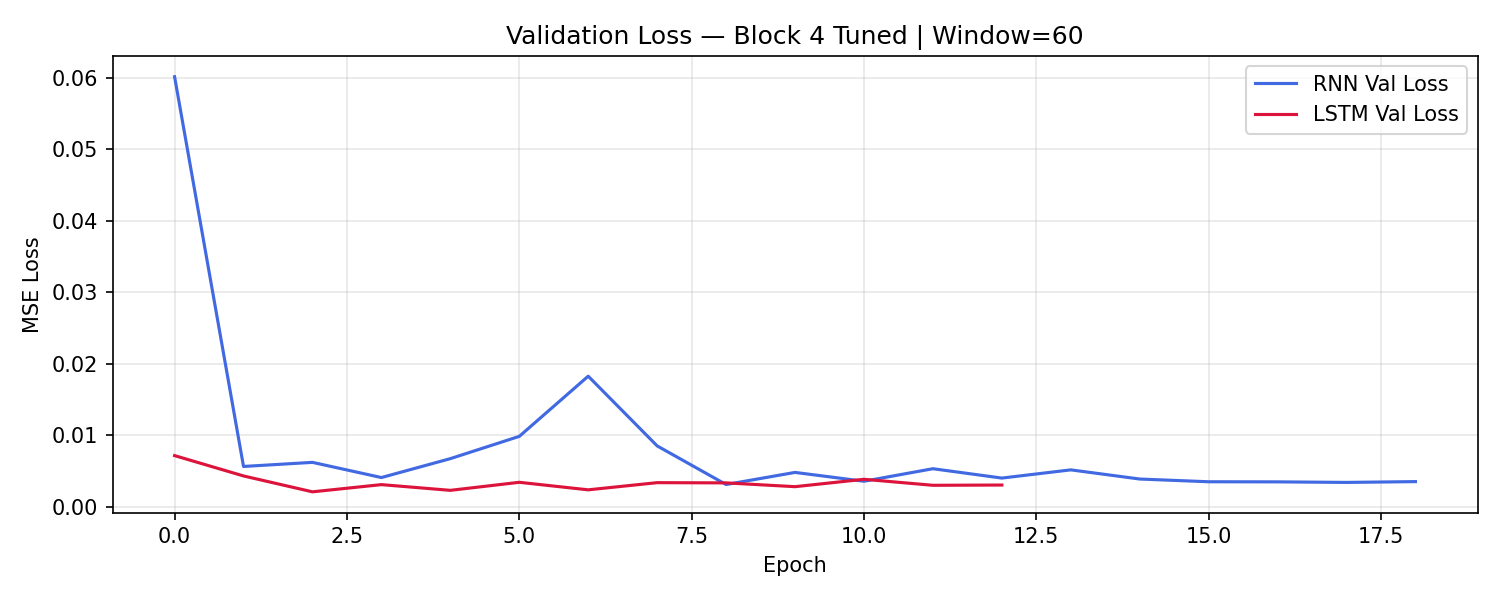 Validation Loss — Block 4 Tuned | Window=60
RNN Val Loss
LSTM Val Loss
MSE Loss
0.06
0.05
0.04
0.03
0.02
0.01
0.00
0.0 2.5 5.0 7.5 10.0 12.5 15.0 17.5
Epoch